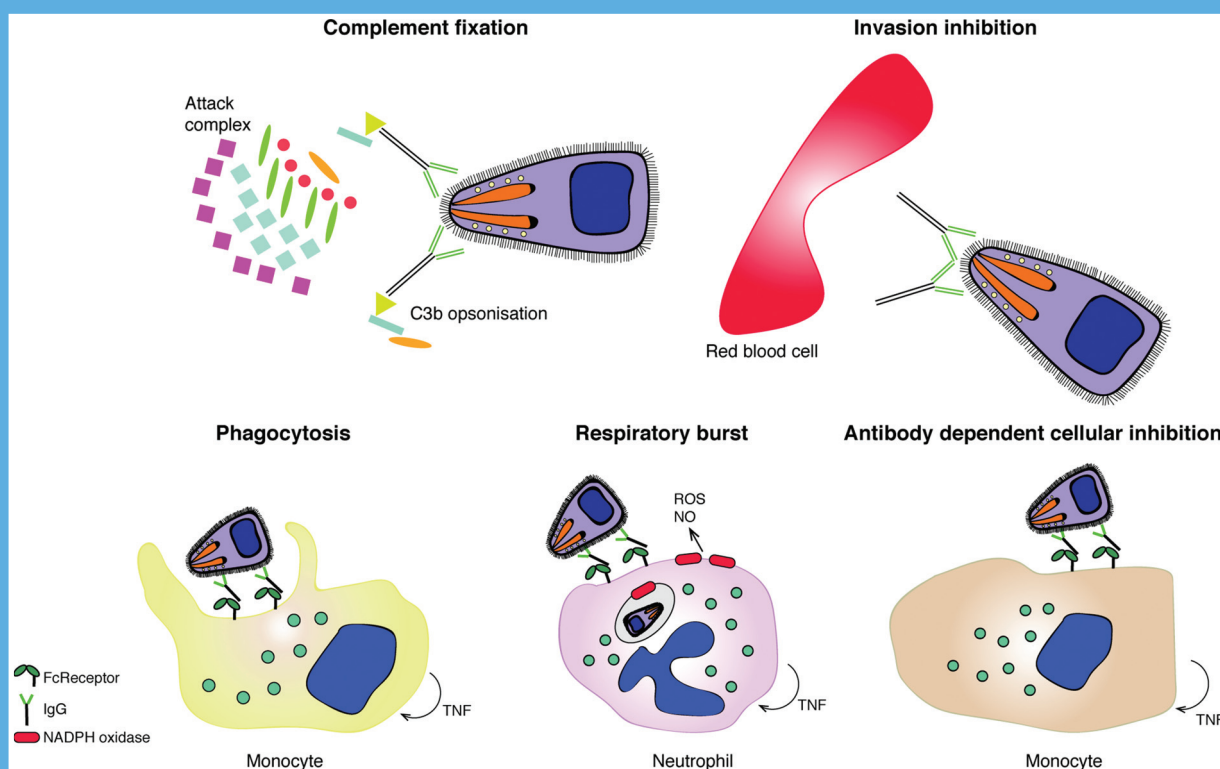 Complement fixation
Invasion inhibition
Attack
complex
C3b opsonisation
Red blood cell
Phagocytosis
Respiratory burst
Antibody dependent cellular inhibition
ROS
NO
FcReceptor
IgG
NADPH oxidase
TNF
TNF
TNF
Monocyte
Neutrophil
Monocyte